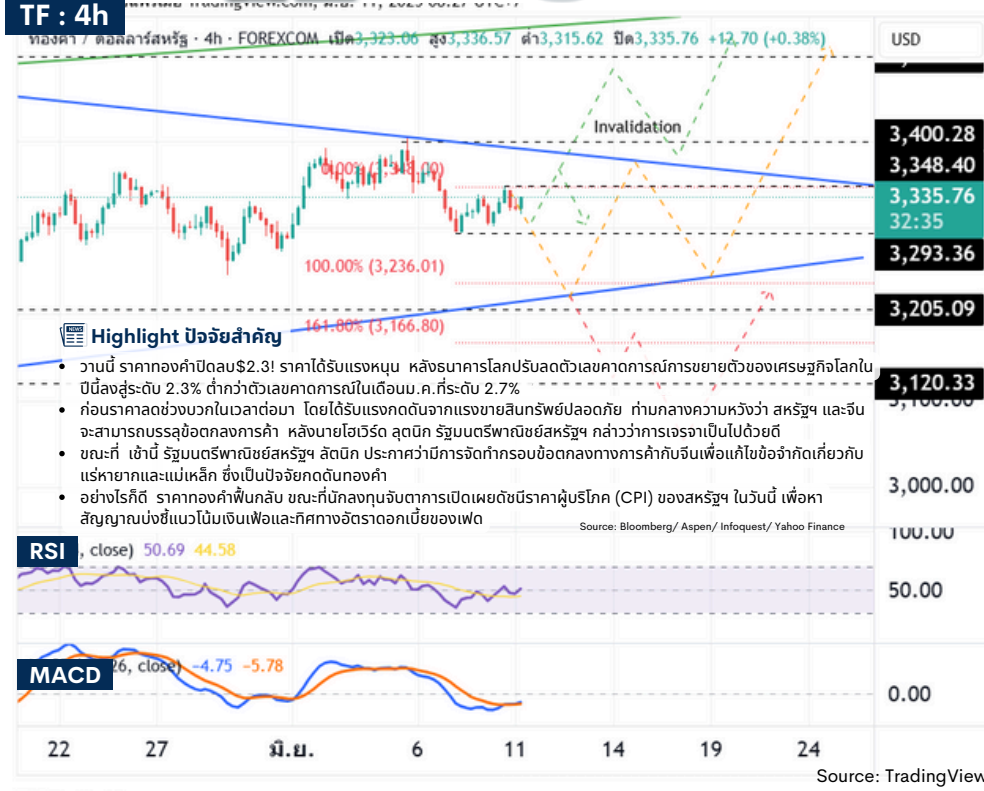 TF : 4h
TradingView.com, มิ.ย. 11, 2025 06:27 UTC+7
ทองคำ / ดอลลาร์สหรัฐ · 4h · FOREXCOM เปิด3,323.06 สูง3,336.57 ต่ำ3,315.62 ปิด3,335.76 +12.70 (+0.38%)
USD
Invalidation
3,400.28
0.00% (3,348.00)
3,348.40
3,335.76
32:35
3,293.36
100.00% (3,236.01)
3,205.09
161.80% (3,166.80)
Highlight ปัจจัยสำคัญ
• วานนี้ ราคาทองคำปิดลบ$2.3! ราคาได้รับแรงหนุน หลังธนาคารโลกปรับลดตัวเลขคาดการณ์การขยายตัวของเศรษฐกิจโลกใน
ปีนี้ลงสู่ระดับ 2.3% ต่ำกว่าตัวเลขคาดการณ์ในเดือนม.ค.ที่ระดับ 2.7%
3,120.33
3,100.00
• ก่อนราคาลดช่วงบวกในเวลาต่อมา โดยได้รับแรงกดดันจากแรงขายสินทรัพย์ปลอดภัย ท่ามกลางความหวังว่า สหรัฐฯ และจีน
จะสามารถบรรลุข้อตกลงการค้า หลังนายโฮเวิร์ด ลุตนิก รัฐมนตรีพาณิชย์สหรัฐฯ กล่าวว่าการเจรจาเป็นไปด้วยดี
• ขณะที่ เช้านี้ รัฐมนตรีพาณิชย์สหรัฐฯ ลัตนิก ประกาศว่ามีการจัดทำกรอบข้อตกลงทางการค้ากับจีนเพื่อแก้ไขข้อจำกัดเกี่ยวกับ
แร่หายากและแม่เหล็ก ซึ่งเป็นปัจจัยกดดันทองคำ
3,000.00
• อย่างไรก็ดี ราคาทองคำฟื้นกลับ ขณะที่นักลงทุนจับตาการเปิดเผยดัชนีราคาผู้บริโภค (CPI) ของสหรัฐฯ ในวันนี้ เพื่อหา
สัญญาณบ่งชี้แนวโน้มเงินเฟ้อและทิศทางอัตราดอกเบี้ยของเฟด
Source: Bloomberg/ Aspen/ Infoquest/ Yahoo Finance
100.00
RSI , close) 50.69 44.58
50.00
MACD 26, close) −4.75 −5.78
0.00
22 27 มิ.ย. 6 11 14 19 24
Source: TradingView